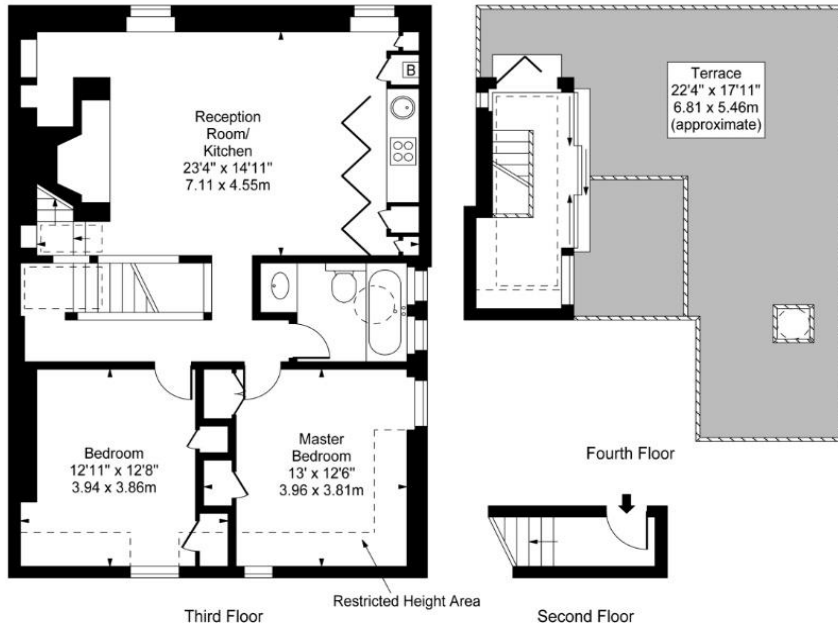 B
Reception
Room/
Kitchen
23'4" x 14'11"
7.11 x 4.55m
Terrace
22'4" x 17'11"
6.81 x 5.46m
(approximate)
Bedroom
12'11" x 12'8"
3.94 x 3.86m
Master
Bedroom
13' x 12'6"
3.96 x 3.81m
Fourth Floor
Restricted Height Area
Third Floor
Second Floor